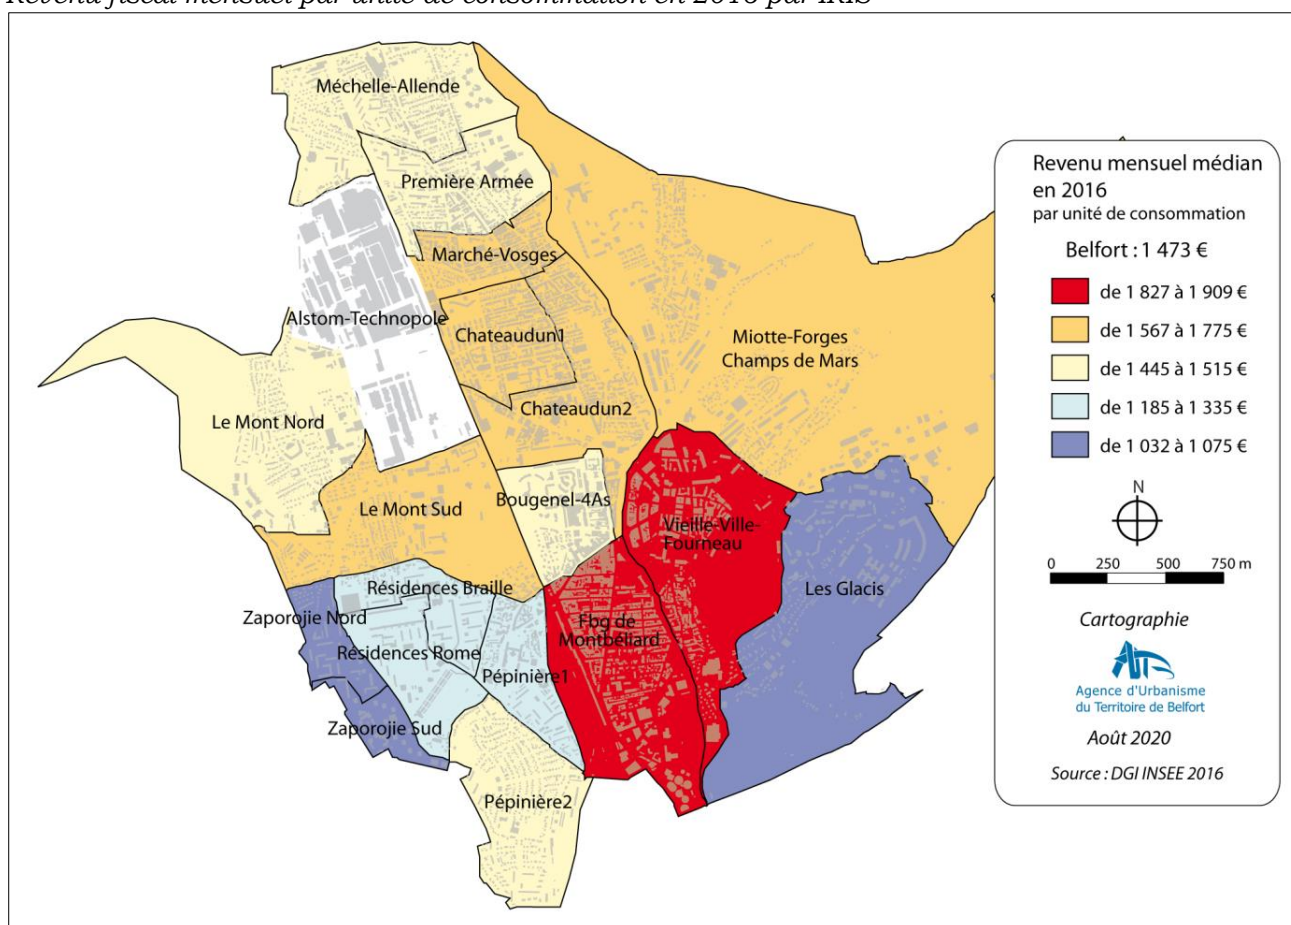 Revenu fiscal mensuel par unité de consommation en 2016 par IRIS
Méchelle-Allende
Première Armée
Marché-Vosges
Alstom-Technopole
Chateaudun1
Miotte-Forges
Champs de Mars
Chateaudun2
Le Mont Nord
Bougenel-4As
Le Mont Sud
Vieille-Ville-
Fourneau
Résidences Braille
Les Glacis
Zaporojie Nord
Fbg de
Montbéliard
Résidences Rome
Pépinière1
Zaporojie Sud
Pépinière2
Revenu mensuel médian
en 2016
par unité de consommation
Belfort : 1 473 €
de 1 827 à 1 909 €
de 1 567 à 1 775 €
de 1 445 à 1 515 €
de 1 185 à 1 335 €
de 1 032 à 1 075 €
N
0 250 500 750 m
Cartographie
Agence d'Urbanisme
du Territoire de Belfort
Août 2020
Source : DGI INSEE 2016